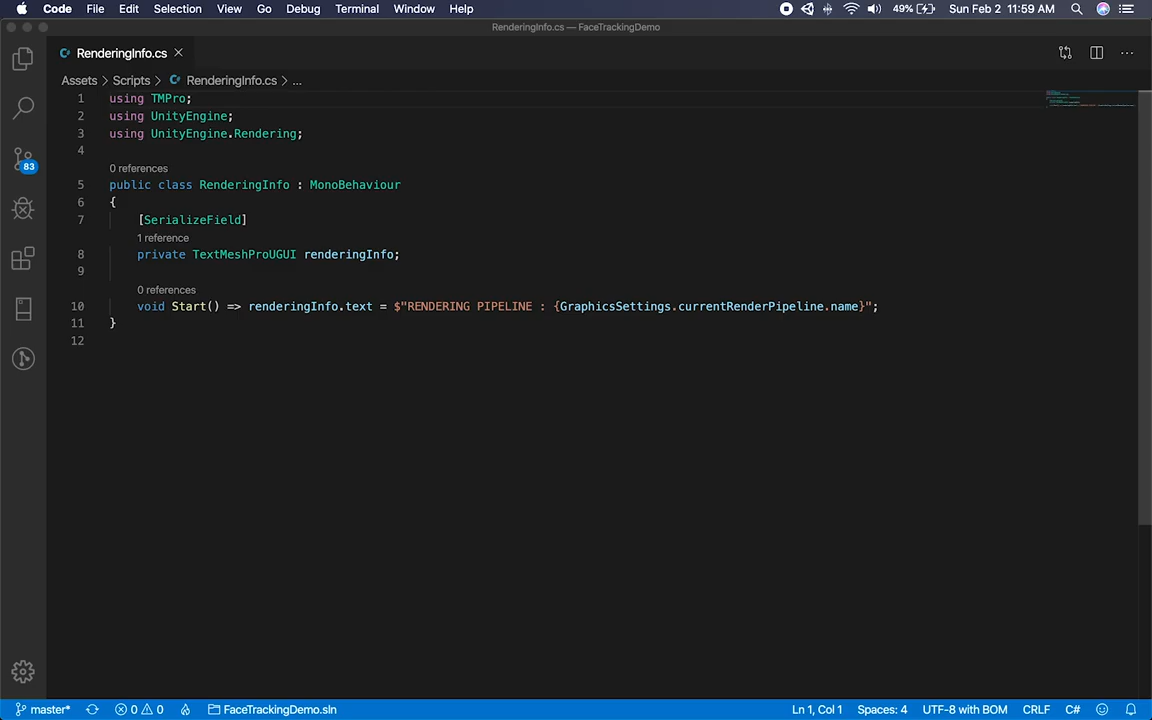 Code File Edit Selection View Go Debug Terminal Window Help 49% Sun Feb 2 11:59 AM
RenderingInfo.cs — FaceTrackingDemo
RenderingInfo.cs
Assets > Scripts > RenderingInfo.cs > ...
1 using TMPro;
2 using UnityEngine;
3 using UnityEngine.Rendering;
4
0 references
5 public class RenderingInfo : MonoBehaviour
6 {
7 [SerializeField]
1 reference
8 private TextMeshProUGUI renderingInfo;
9
0 references
10 void Start() => renderingInfo.text = $"RENDERING PIPELINE : {GraphicsSettings.currentRenderPipeline.name}";
11 }
12
83
master* 0 0 FaceTrackingDemo.sln Ln 1, Col 1 Spaces: 4 UTF-8 with BOM CRLF C#